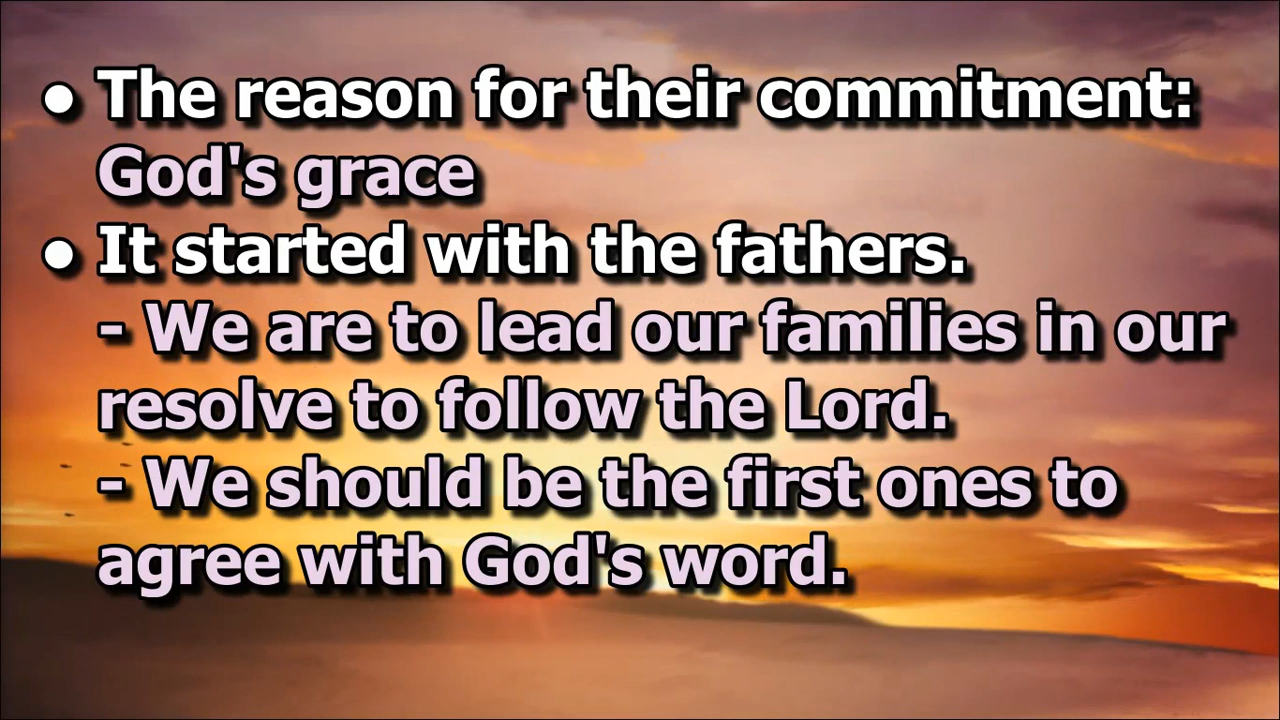 ● The reason for their commitment:
God's grace
● It started with the fathers.
- We are to lead our families in our
resolve to follow the Lord.
- We should be the first ones to
agree with God's word.